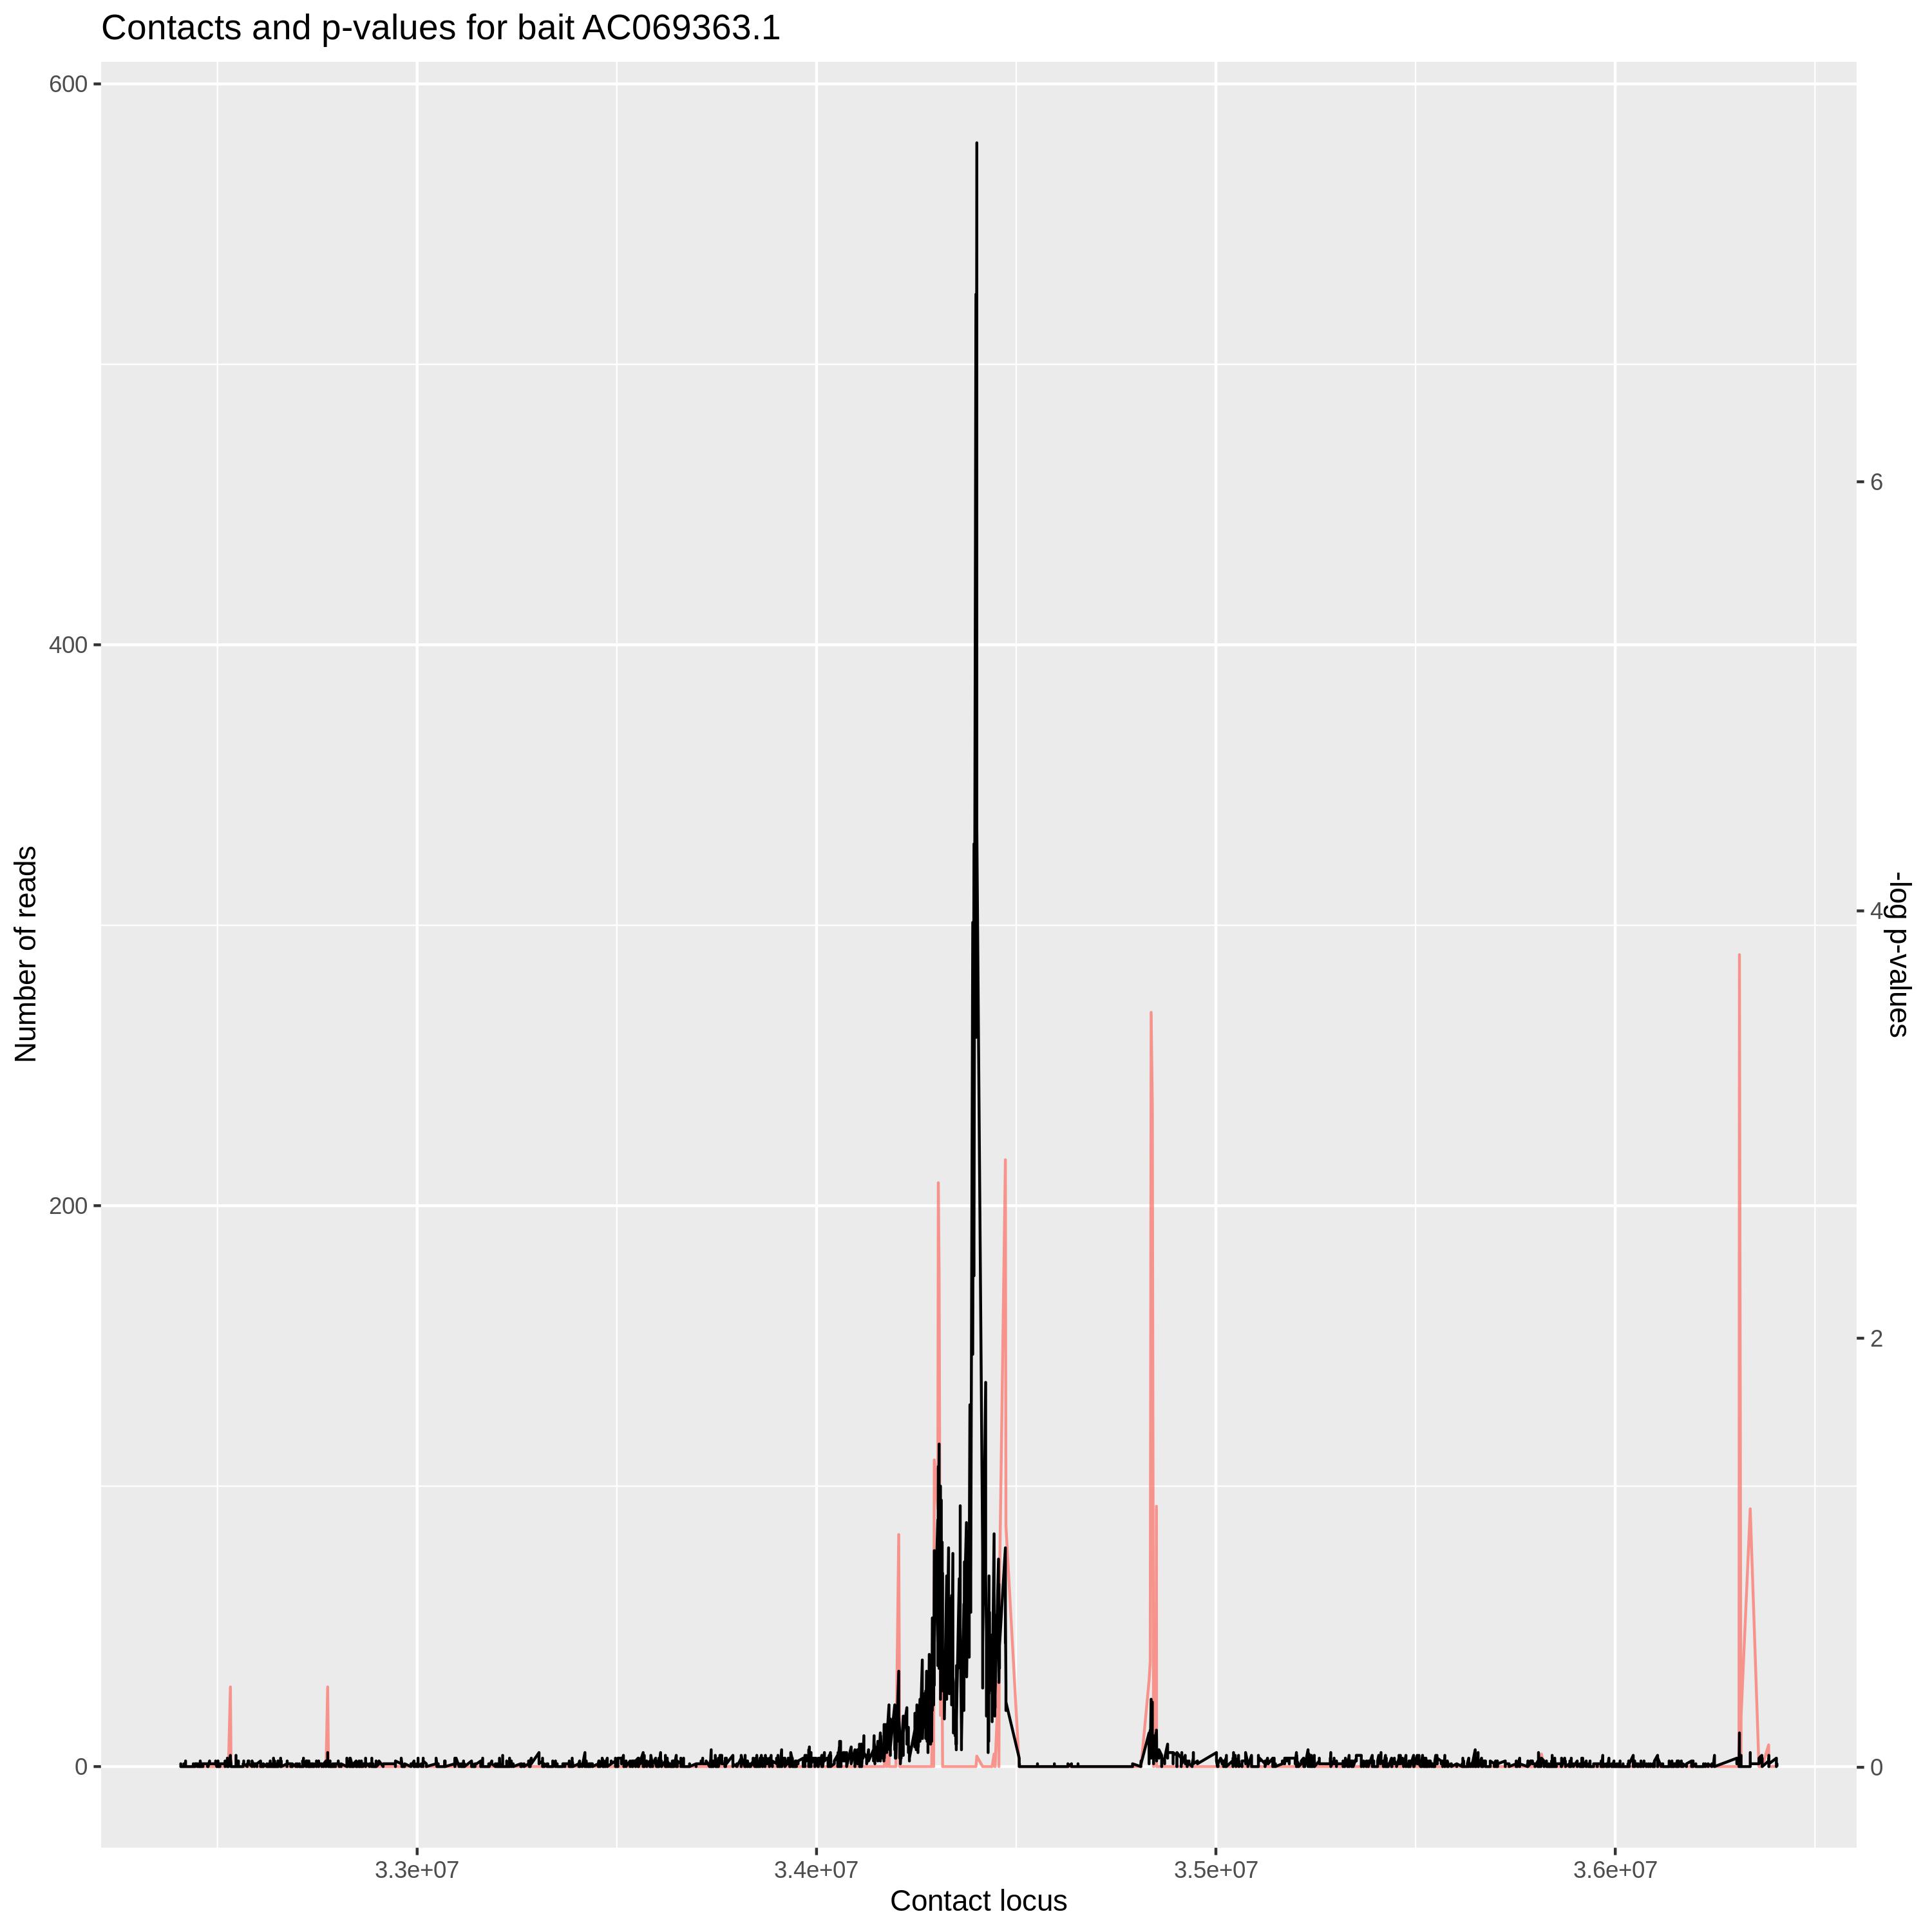 Contacts and p-values for bait AC069363.1
600
400
200
0
Number of reads
6
4
2
0
-log p-values
3.3e+07
3.4e+07
3.5e+07
3.6e+07
Contact locus